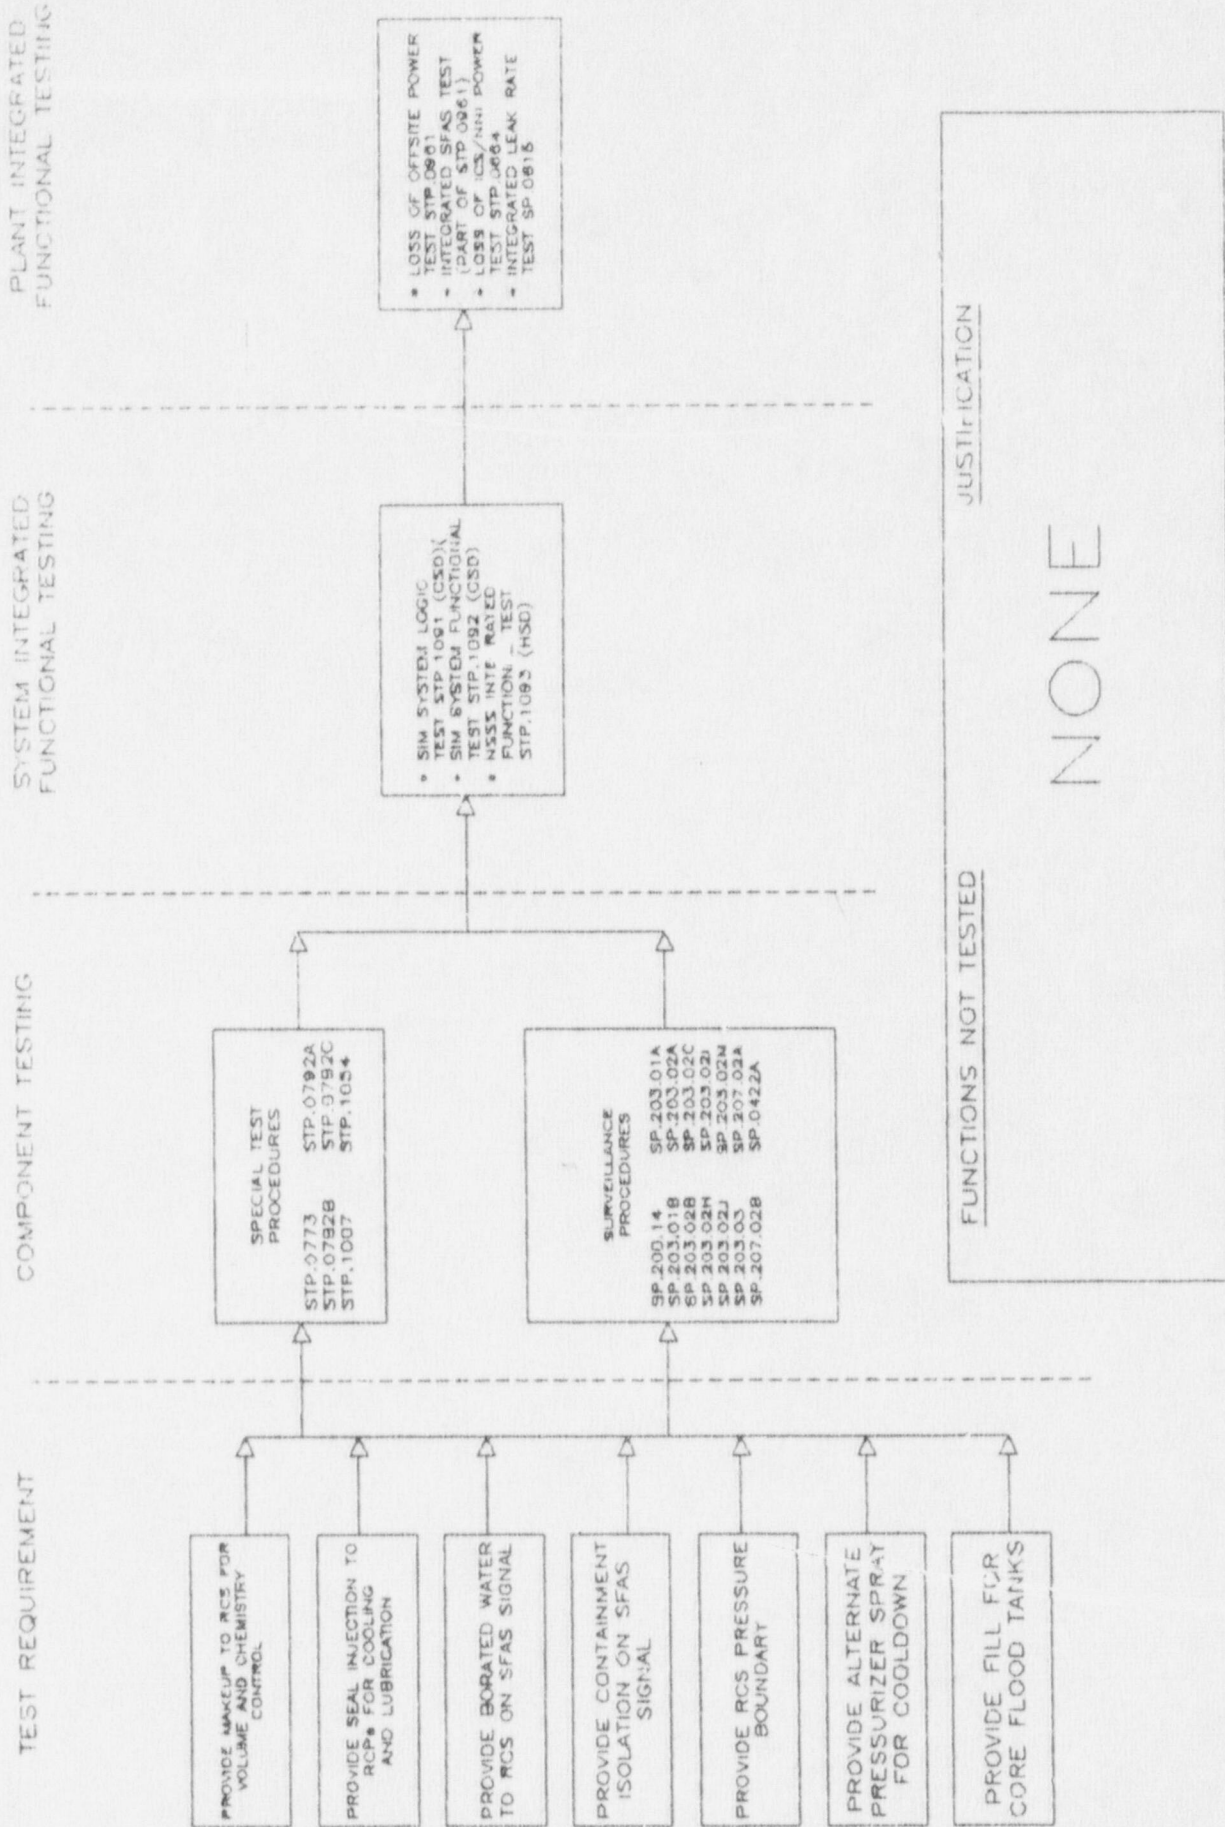 TEST REQUIREMENT
COMPONENT TESTING
SYSTEM INTEGRATED
FUNCTIONAL TESTING
PLANT INTEGRATED
FUNCTIONAL TESTING
PROVIDE MAKEUP TO RCS FOR
VOLUME AND CHEMISTRY
CONTROL
PROVIDE SEAL INJECTION TO
RCPs FOR COOLING
AND LUBRICATION
PROVIDE BORATED WATER
TO RCS ON SFAS SIGNAL
PROVIDE CONTAINMENT
ISOLATION ON SFAS
SIGNAL
PROVIDE RCS PRESSURE
BOUNDARY
PROVIDE ALTERNATE
PRESSURIZER SPRAY
FOR COOLDOWN
PROVIDE FILL FOR
CORE FLOOD TANKS
SPECIAL TEST
PROCEDURES
STP.0773 STP.0792A
STP.0792B STP.0792C
STP.1007 STP.1054
SURVEILLANCE
PROCEDURES
SP.200.14 SP.203.01A
SP.203.01B SP.203.02A
SP.203.02B SP.203.02C
SP.203.02H SP.203.02I
SP.203.02J SP.203.02M
SP.203.03 SP.207.02A
SP.207.02B SP.0422A
• SIM SYSTEM LOGIC
TEST STP 1091 (CSD)(
• SIM SYSTEM FUNCTIONAL
TEST STP.1092 (CSD)
• NSSS INTE RATED
FUNCTION TEST
STP.1093 (HSD)
• LOSS OF OFFSITE POWER
TEST STP.0961
• INTEGRATED SFAS TEST
(PART OF STP 0961)
• LOSS OF ICS/NNI POWER
TEST
• INTEGRATED LEAK RATE
TEST SP
FUNCTIONS NOT TESTED
JUSTIFICATION
NONE